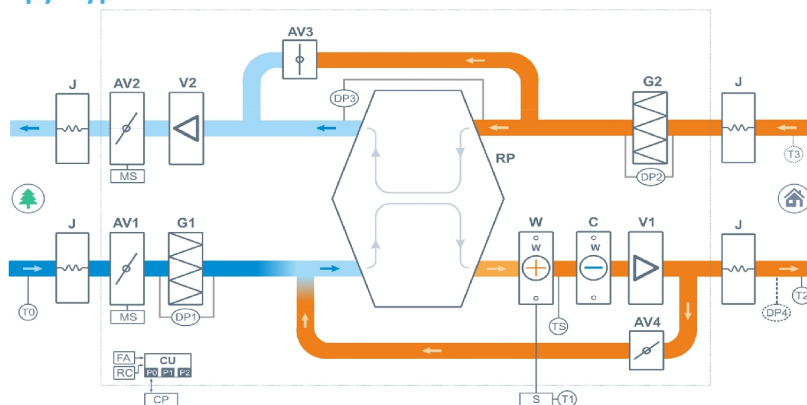 AV3
J
AV2
V2
G2
J
DP3
RP
MS
DP2
T3
J
AV1
G1
W
C
V1
J
w
w
T0
MS
DP1
TS
DP4
T2
AV4
FA
CU
RC
P0 P1 P2
CP
S
T1